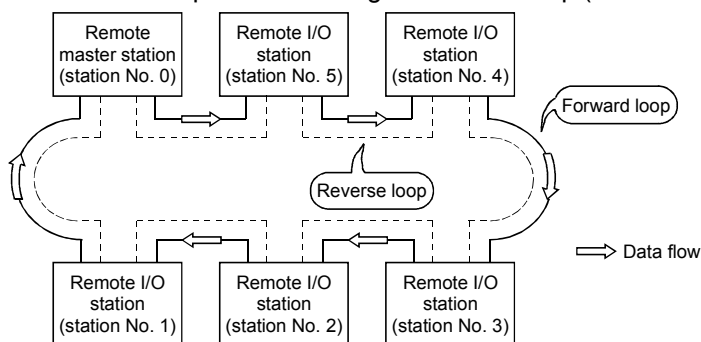 Remote
master station
(station No. 0)
Remote I/O
station
(station No. 5)
Remote I/O
station
(station No. 4)
Forward loop
Reverse loop
Data flow
Remote I/O
station
(station No. 1)
Remote I/O
station
(station No. 2)
Remote I/O
station
(station No. 3)